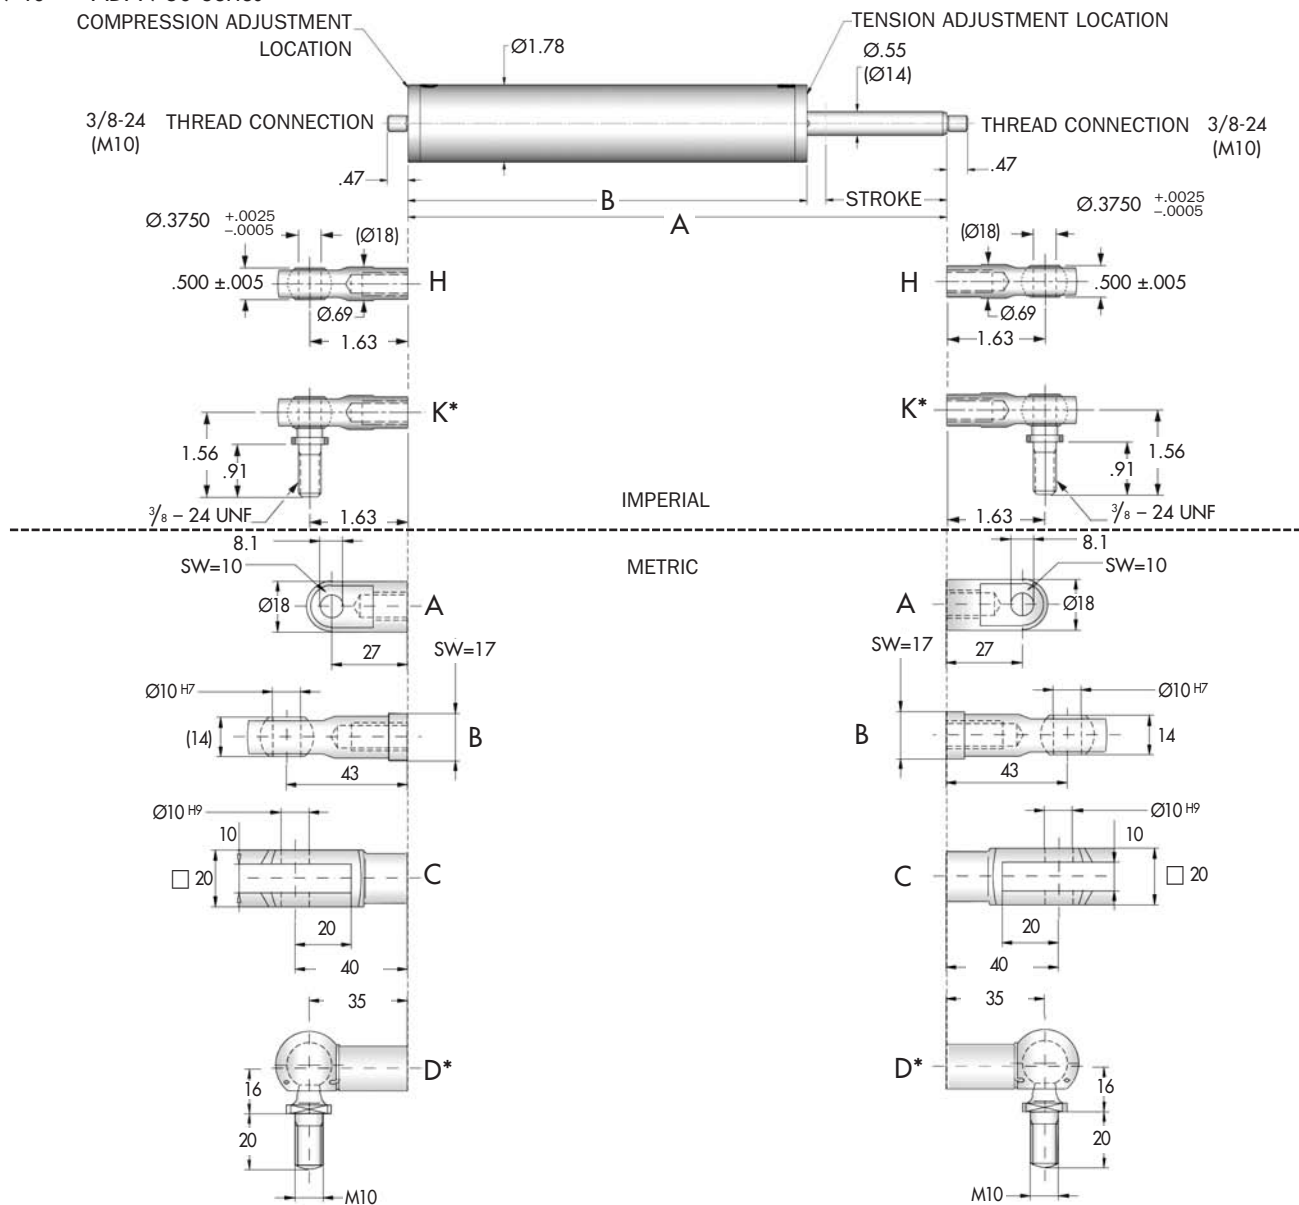 COMPRESSION ADJUSTMENT
LOCATION
TENSION ADJUSTMENT LOCATION
Ø1.78
Ø.55
(Ø14)
3/8-24
(M10)
THREAD CONNECTION
THREAD CONNECTION
3/8-24
(M10)
.47
.47
B
STROKE
A
Ø.3750 +.0025 –.0005
(Ø18)
H
.500 ±.005
Ø.69
1.63
Ø.3750 +.0025 –.0005
(Ø18)
H
.500 ±.005
Ø.69
1.63
K*
1.56
.91
3/8 – 24 UNF
1.63
K*
1.56
.91
1.63
3/8 – 24 UNF
IMPERIAL
METRIC
8.1
SW=10
Ø18
A
27
8.1
SW=10
A
Ø18
27
SW=17
Ø10 H7
(14)
B
43
SW=17
Ø10 H7
B
14
43
Ø10 H9
10
□ 20
C
20
40
Ø10 H9
10
C
□ 20
20
40
35
D*
16
20
M10
35
D*
16
20
M10